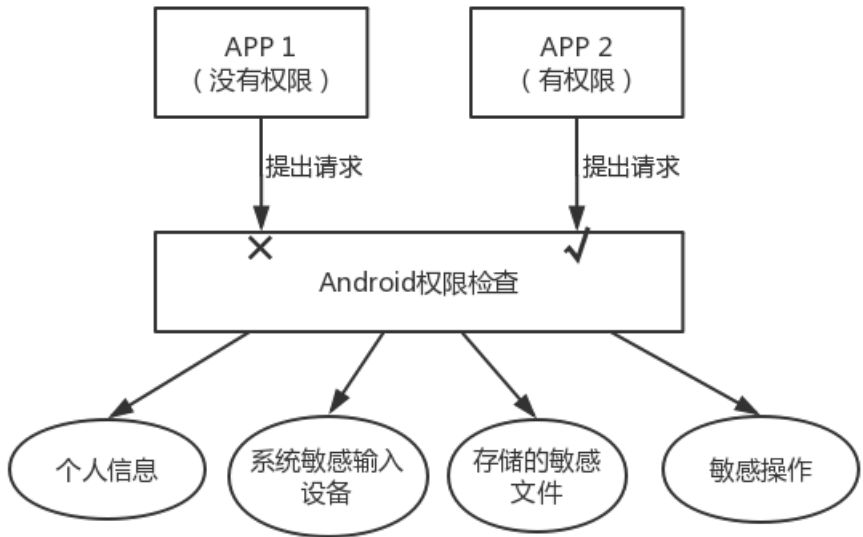 APP 1
（没有权限）
APP 2
（有权限）
提出请求
提出请求
Android权限检查
个人信息
系统敏感输入
设备
存储的敏感
文件
敏感操作